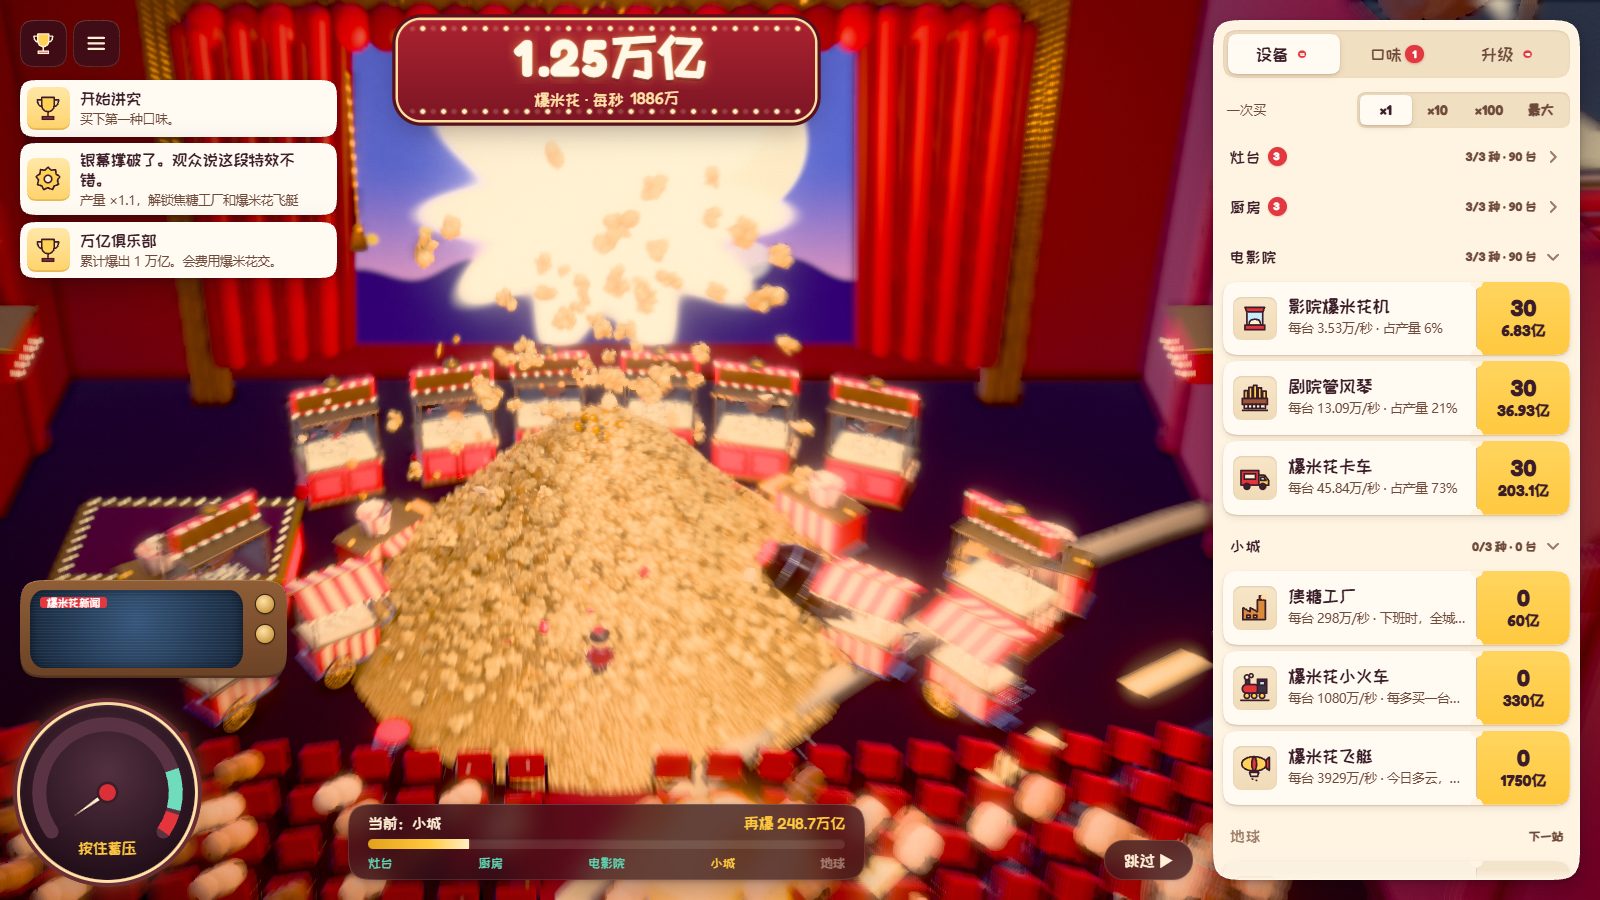 1.25万亿
爆米花 · 每秒 1886万
开始讲究
买下第一种口味。
银幕撑破了。观众说这段特效不错。
产量 ×1.1，解锁焦糖工厂和爆米花飞艇
万亿俱乐部
累计爆出 1 万亿。会费用爆米花交。
爆米花新闻
按住蓄压
当前：小城
再爆 248.7万亿
灶台
厨房
电影院
小城
地球
跳过
设备
口味 1
升级
一次买
×1
×10
×100
最大
灶台 3
3/3 种 · 90 台
厨房 3
3/3 种 · 90 台
电影院
3/3 种 · 90 台
影院爆米花机
每台 3.53万/秒 · 占产量 6%
30
6.83亿
剧院管风琴
每台 13.09万/秒 · 占产量 21%
30
36.93亿
爆米花卡车
每台 45.84万/秒 · 占产量 73%
30
203.1亿
小城
0/3 种 · 0 台
焦糖工厂
每台 298万/秒 · 下班时，全城...
0
60亿
爆米花小火车
每台 1080万/秒 · 每多买一台...
0
330亿
爆米花飞艇
每台 3929万/秒 · 今日多云，...
0
1750亿
地球
下一站